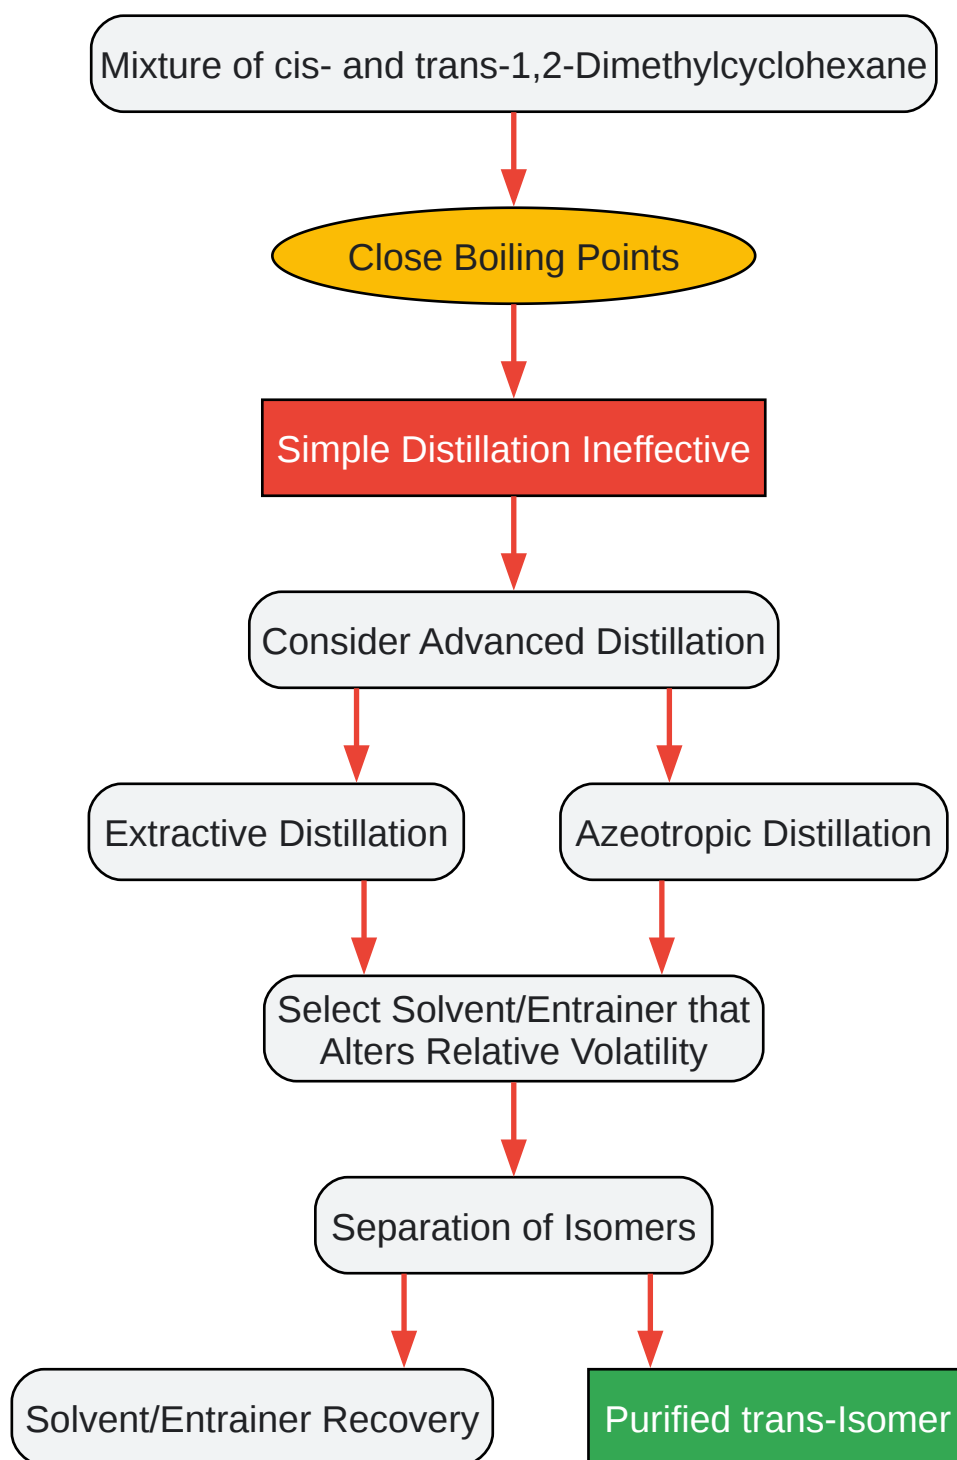 Mixture of cis- and trans-1,2-Dimethylcyclohexane
Close Boiling Points
Simple Distillation Ineffective
Consider Advanced Distillation
Extractive Distillation
Azeotropic Distillation
Select Solvent/Entrainer that
Alters Relative Volatility
Separation of Isomers
Solvent/Entrainer Recovery
Purified trans-Isomer